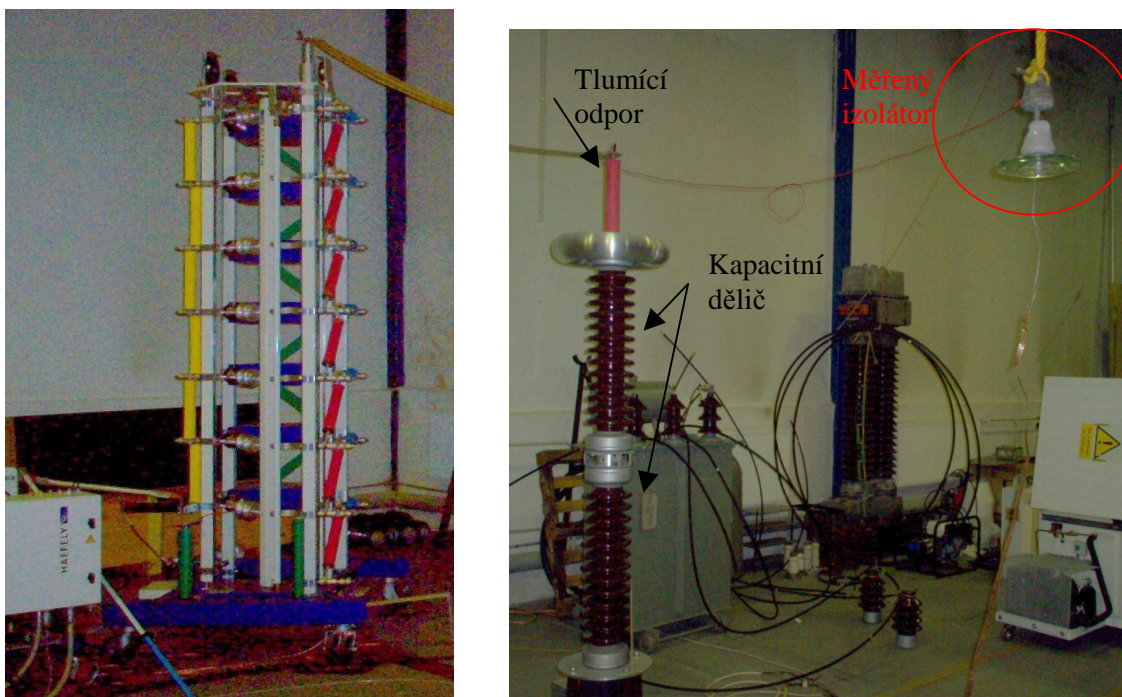 HAEFELY
Tlumící
odpor
Měřený
izolátor
Kapacitní
dělič